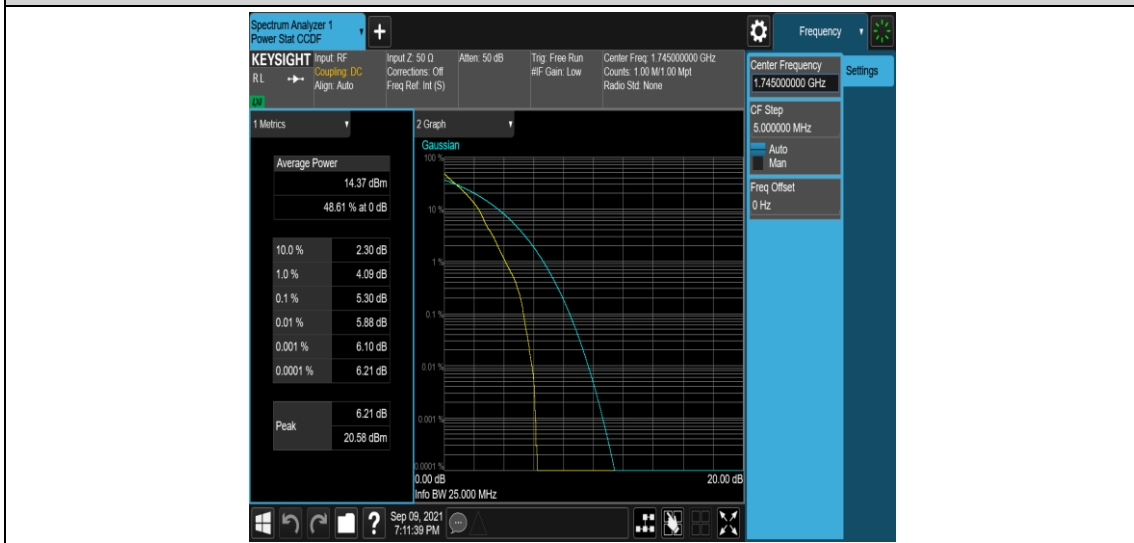 Spectrum Analyzer 1
Power Stat CCDF
+
Frequency
KEYSIGHT
R L
LXI
Input: RF
Coupling: DC
Align: Auto
Input Z: 50 Ω
Corrections: Off
Freq Ref: Int (S)
Atten: 50 dB
Trig: Free Run
#IF Gain: Low
Center Freq: 1.745000000 GHz
Counts: 1.00 M/1.00 Mpt
Radio Std: None
Center Frequency
1.745000000 GHz
Settings
CF Step
5.000000 MHz
Auto
Man
Freq Offset
0 Hz
1 Metrics
Average Power
14.37 dBm
48.61 % at 0 dB
10.0 % 2.30 dB
1.0 % 4.09 dB
0.1 % 5.30 dB
0.01 % 5.88 dB
0.001 % 6.10 dB
0.0001 % 6.21 dB
Peak
6.21 dB
20.58 dBm
2 Graph
Gaussian
100 %
10 %
1 %
0.1 %
0.01 %
0.001 %
0.0001 %
0.00 dB 20.00 dB
Info BW 25.000 MHz
?
Sep 09, 2021
7:11:39 PM